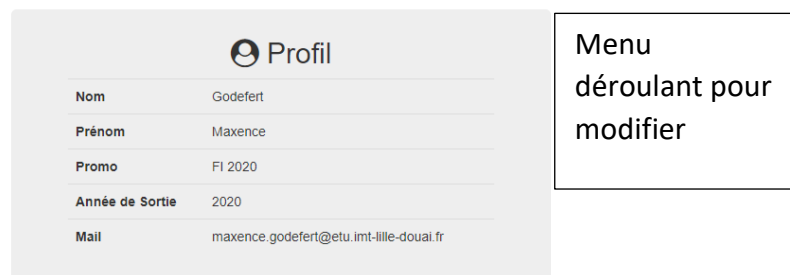 Profil
Nom Godefert
Prénom Maxence
Promo FI 2020
Année de Sortie 2020
Mail maxence.godefert@etu.imt-lille-douai.fr
Menu
déroulant pour
modifier